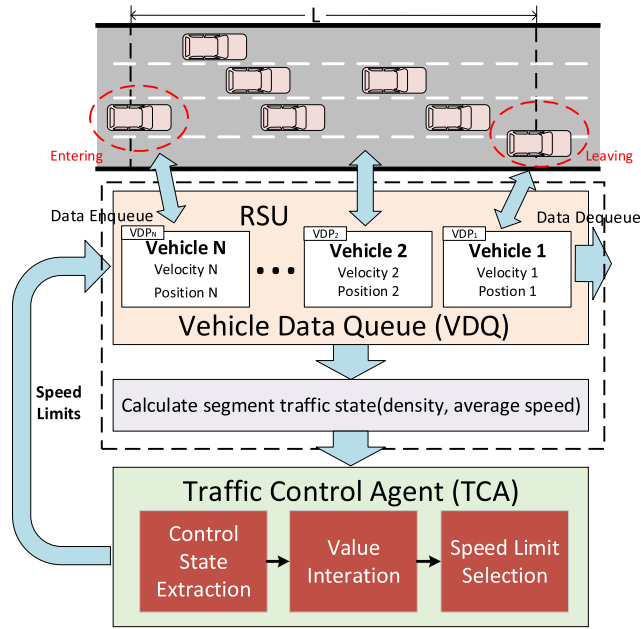 L
Entering
Leaving
Data Enqueue
RSU
Data Dequeue
VDPN
Vehicle N
Velocity N
Position N
...
VDP2
Vehicle 2
Velocity 2
Position 2
VDP1
Vehicle 1
Velocity 1
Postion 1
Vehicle Data Queue (VDQ)
Speed
Limits
Calculate segment traffic state(density, average speed)
Traffic Control Agent (TCA)
Control
State
Extraction
Value
Interation
Speed Limit
Selection